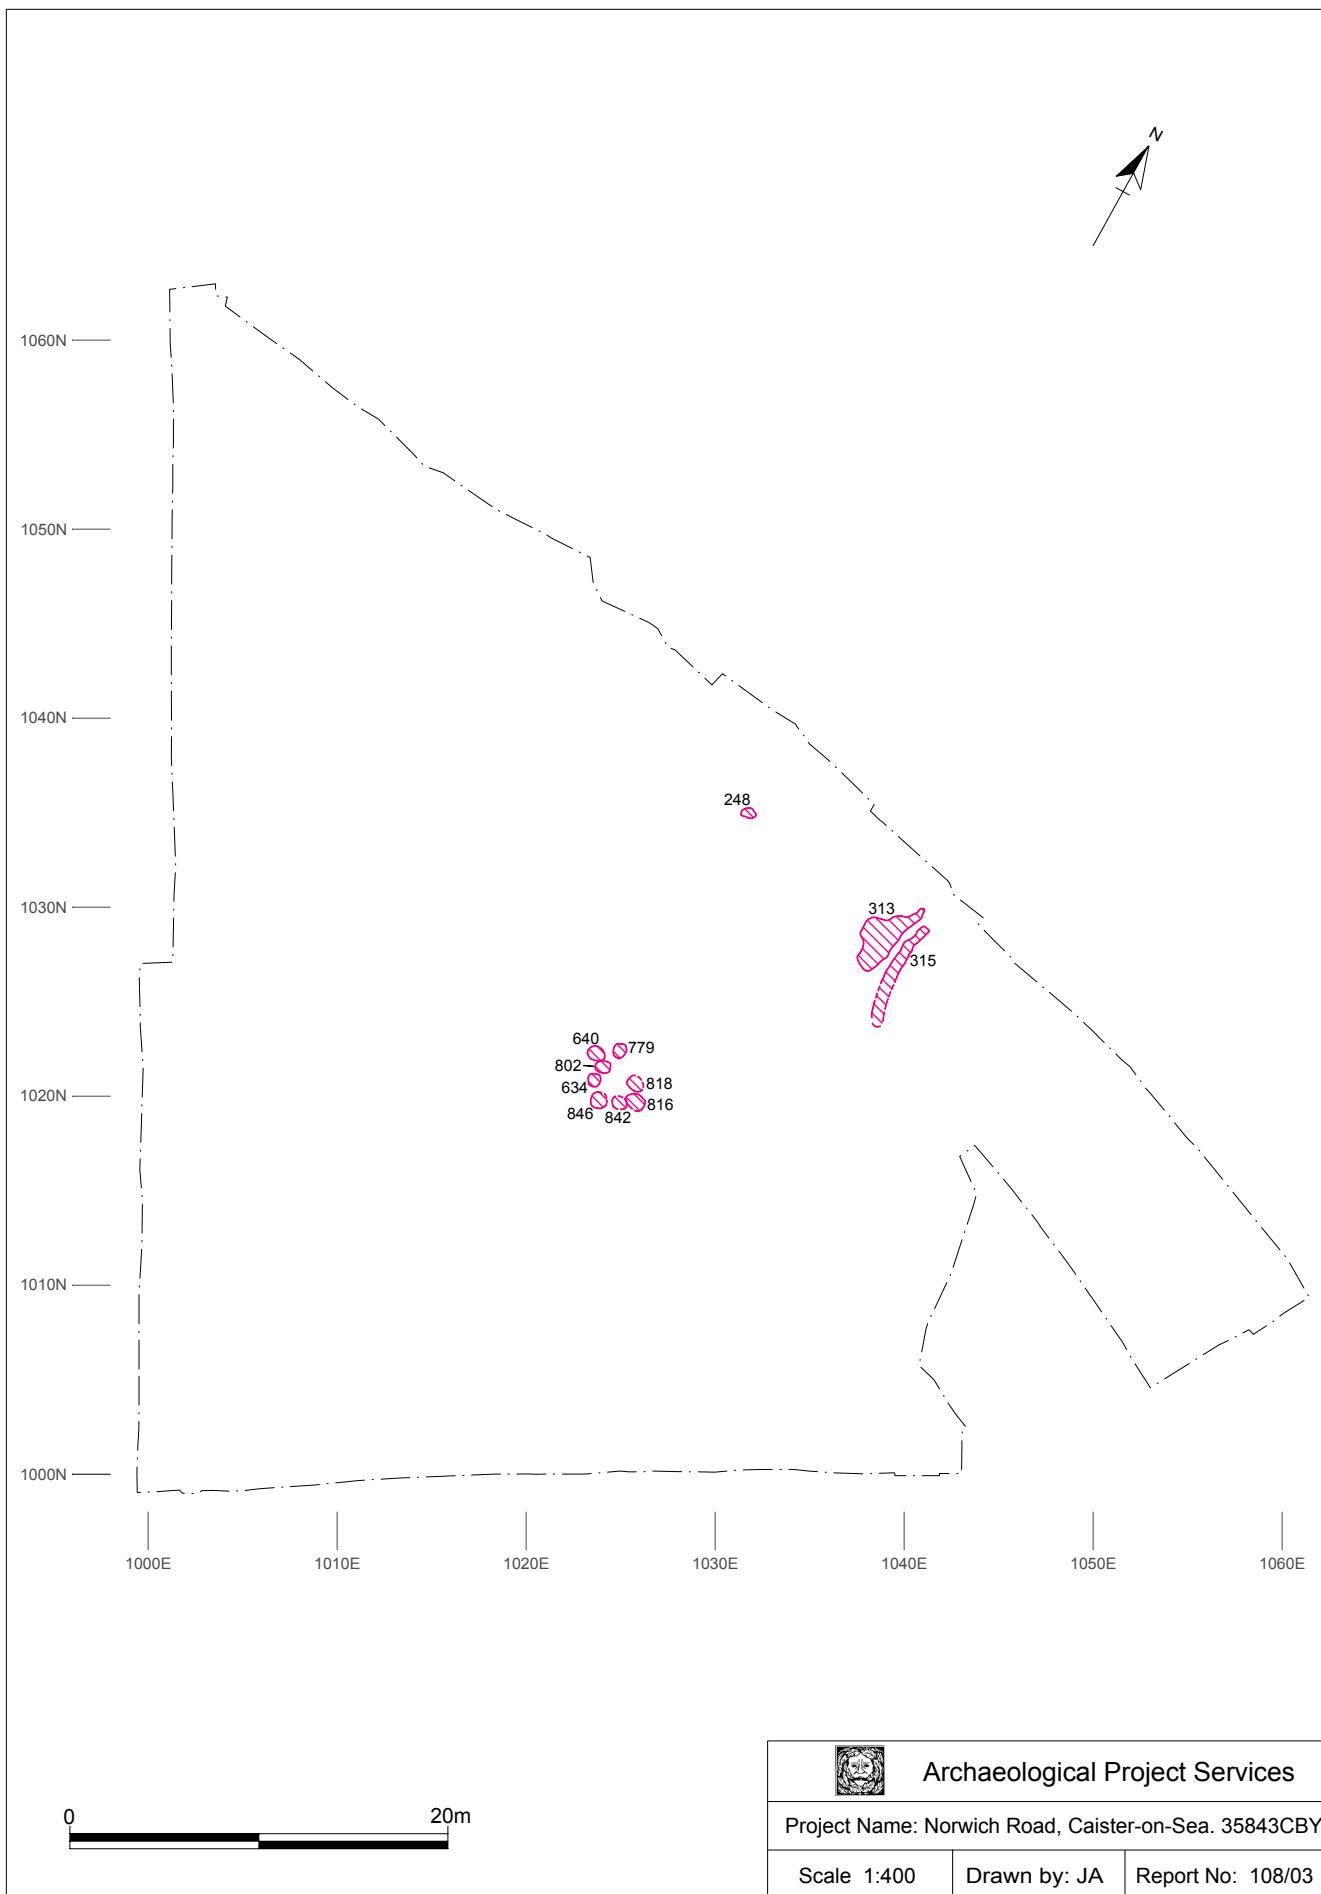 N
1060N
1050N
1040N
248
1030N
313
315
640
779
802
634
818
846
842
816
1020N
1010N
1000N
1000E 1010E 1020E 1030E 1040E 1050E 1060E
0 20m
Archaeological Project Services
Project Name: Norwich Road, Caister-on-Sea. 35843CBY
Scale 1:400 Drawn by: JA Report No: 108/03